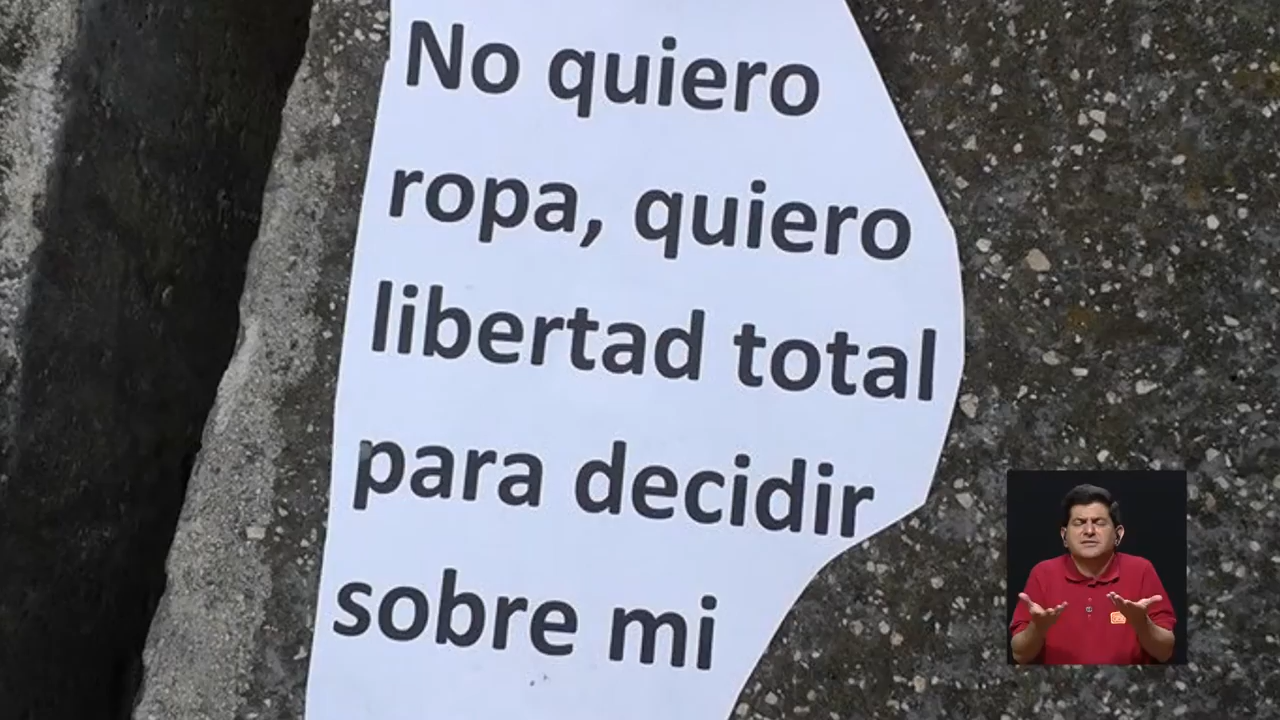 No quiero
ropa, quiero
libertad total
para decidir
sobre mi